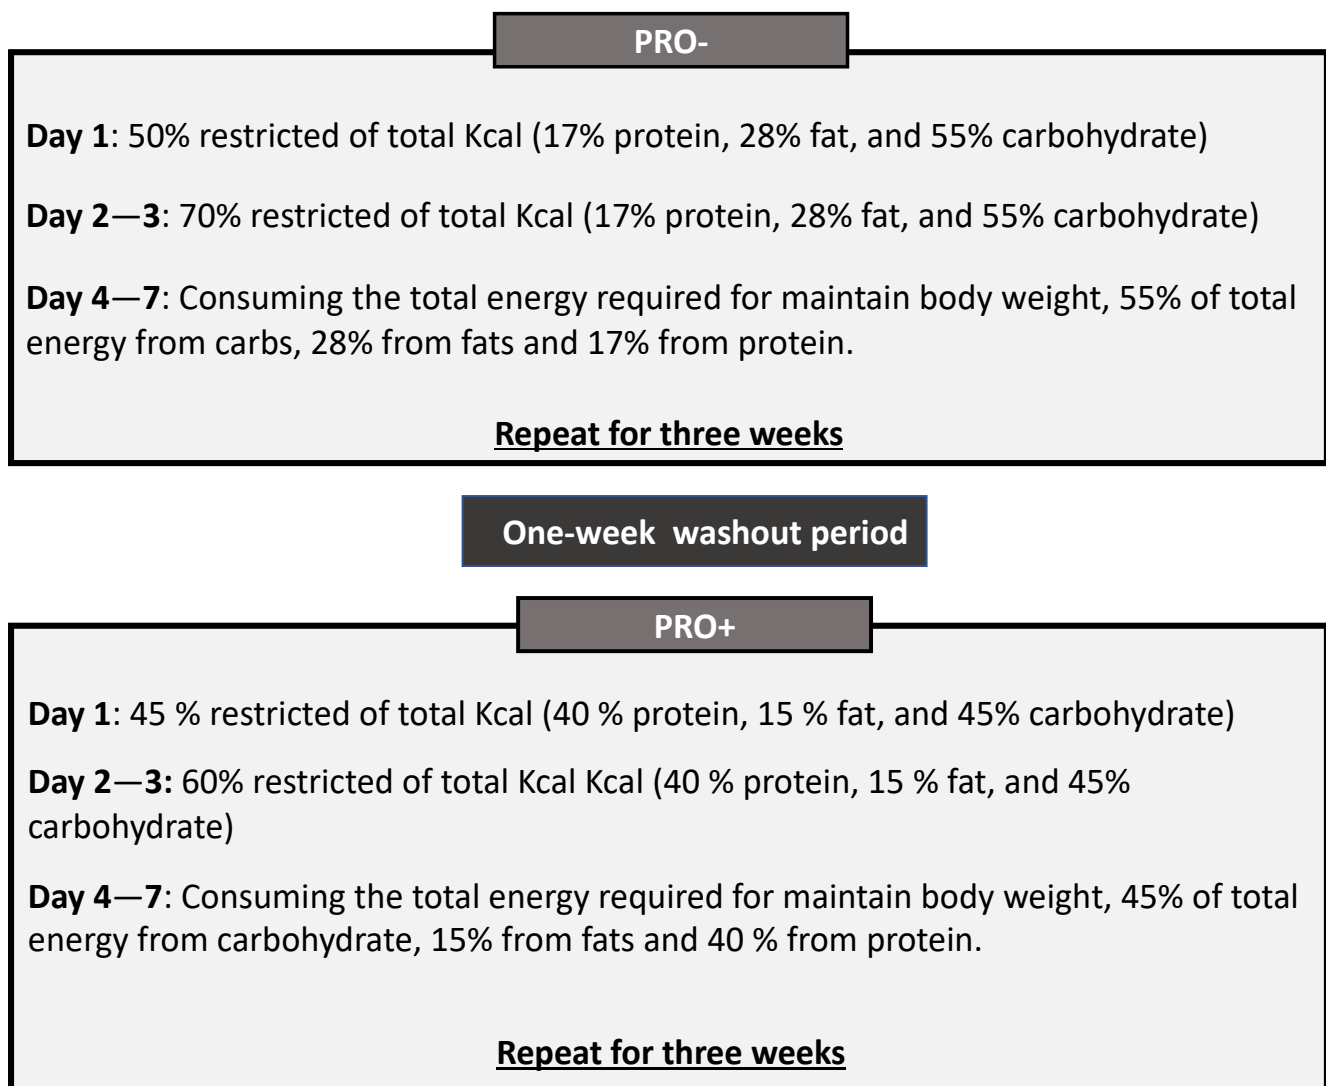 PRO-
Day 1: 50% restricted of total Kcal (17% protein, 28% fat, and 55% carbohydrate)
Day 2—3: 70% restricted of total Kcal (17% protein, 28% fat, and 55% carbohydrate)
Day 4—7: Consuming the total energy required for maintain body weight, 55% of total
energy from carbs, 28% from fats and 17% from protein.
Repeat for three weeks
One-week washout period
PRO+
Day 1: 45 % restricted of total Kcal (40 % protein, 15 % fat, and 45% carbohydrate)
Day 2—3: 60% restricted of total Kcal Kcal (40 % protein, 15 % fat, and 45%
carbohydrate)
Day 4—7: Consuming the total energy required for maintain body weight, 45% of total
energy from carbohydrate, 15% from fats and 40 % from protein.
Repeat for three weeks